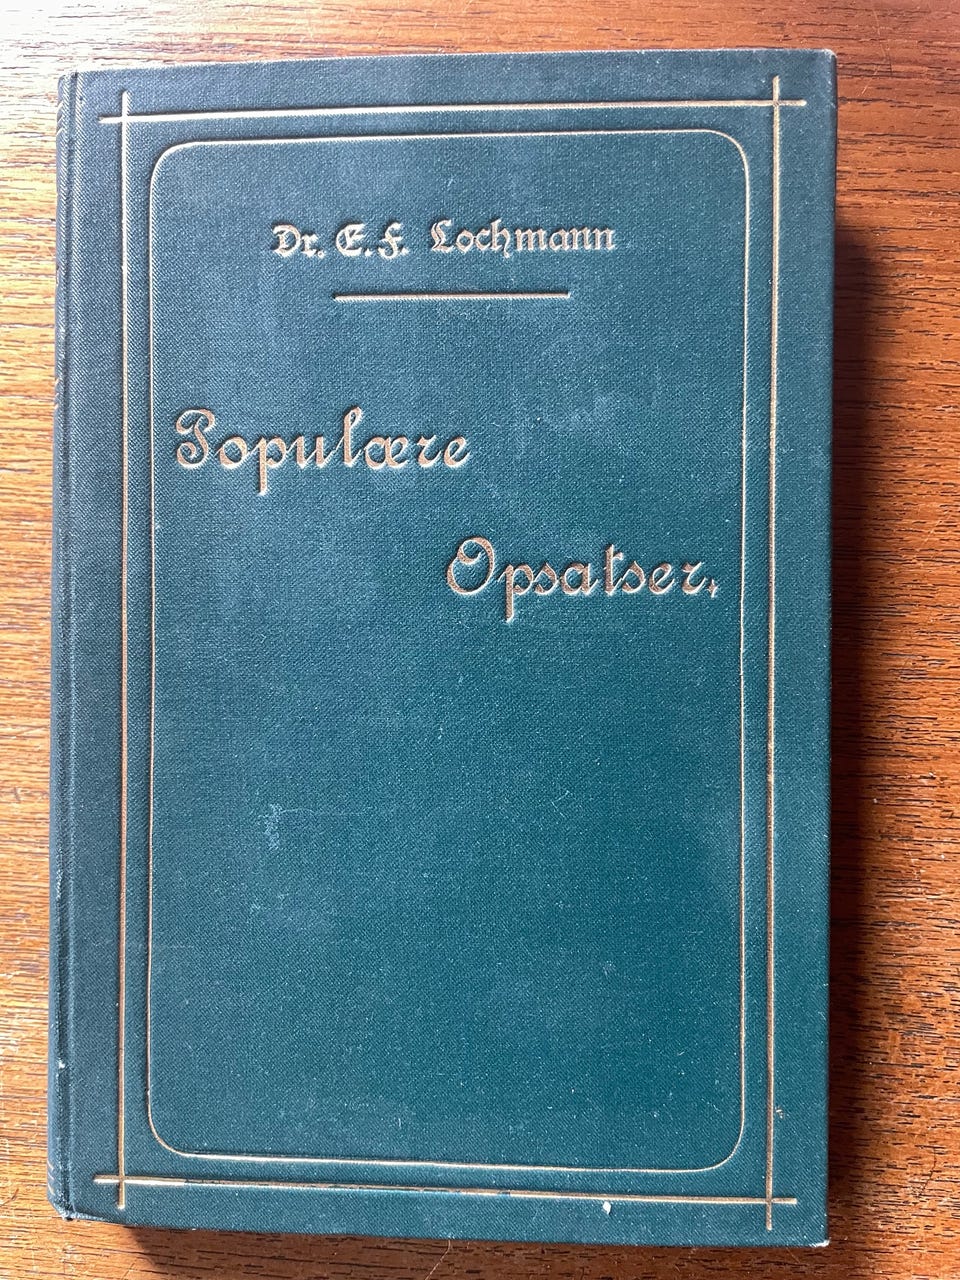 Dr. E. F. Lochmann
Populære
Opsatser.